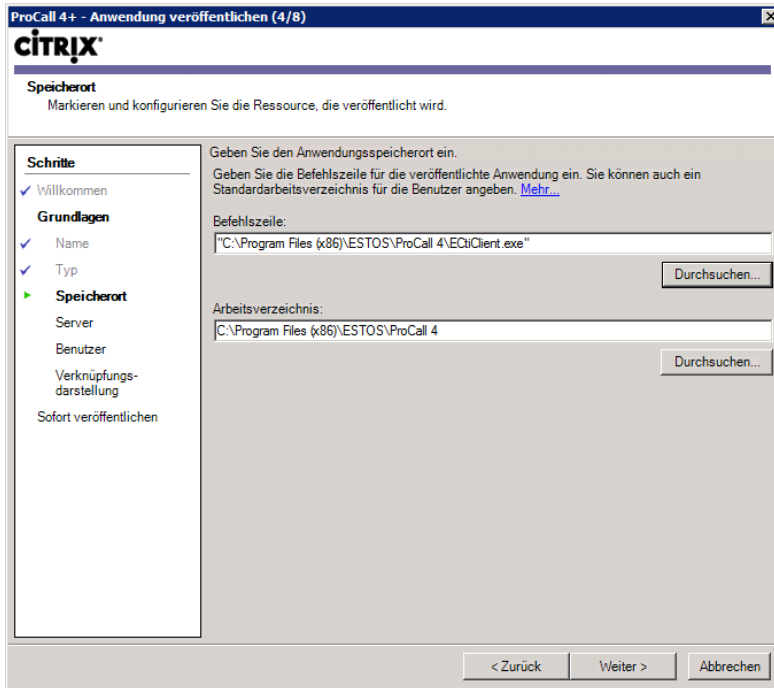 ProCall 4+ - Anwendung veröffentlichen (4/8)
CITRIX
Speicherort
Markieren und konfigurieren Sie die Ressource, die veröffentlicht wird.
Schritte
Willkommen
Grundlagen
Name
Typ
Speicherort
Server
Benutzer
Verknüpfungs-
darstellung
Sofort veröffentlichen
Geben Sie den Anwendungsspeicherort ein.
Geben Sie die Befehlszeile für die veröffentlichte Anwendung ein. Sie können auch ein
Standardarbeitsverzeichnis für die Benutzer angeben. Mehr...
Befehlszeile:
"C:\Program Files (x86)\ESTOS\ProCall 4\ECtiClient.exe"
Durchsuchen...
Arbeitsverzeichnis:
C:\Program Files (x86)\ESTOS\ProCall 4
Durchsuchen...
< Zurück
Weiter >
Abbrechen